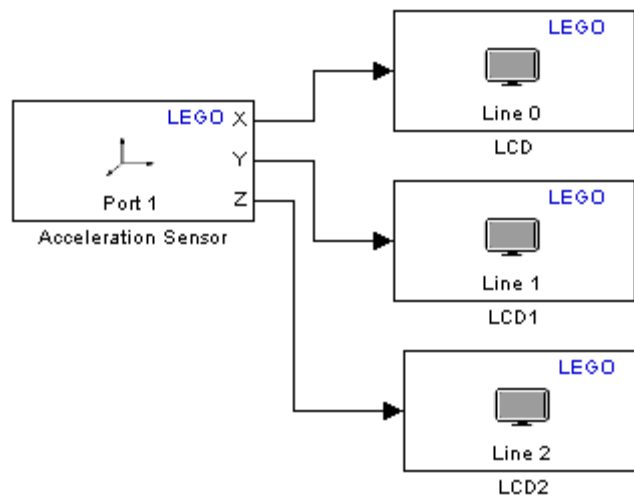 LEGO
X
Y
Z
Port 1
Acceleration Sensor
LEGO
Line 0
LCD
LEGO
Line 1
LCD1
LEGO
Line 2
LCD2